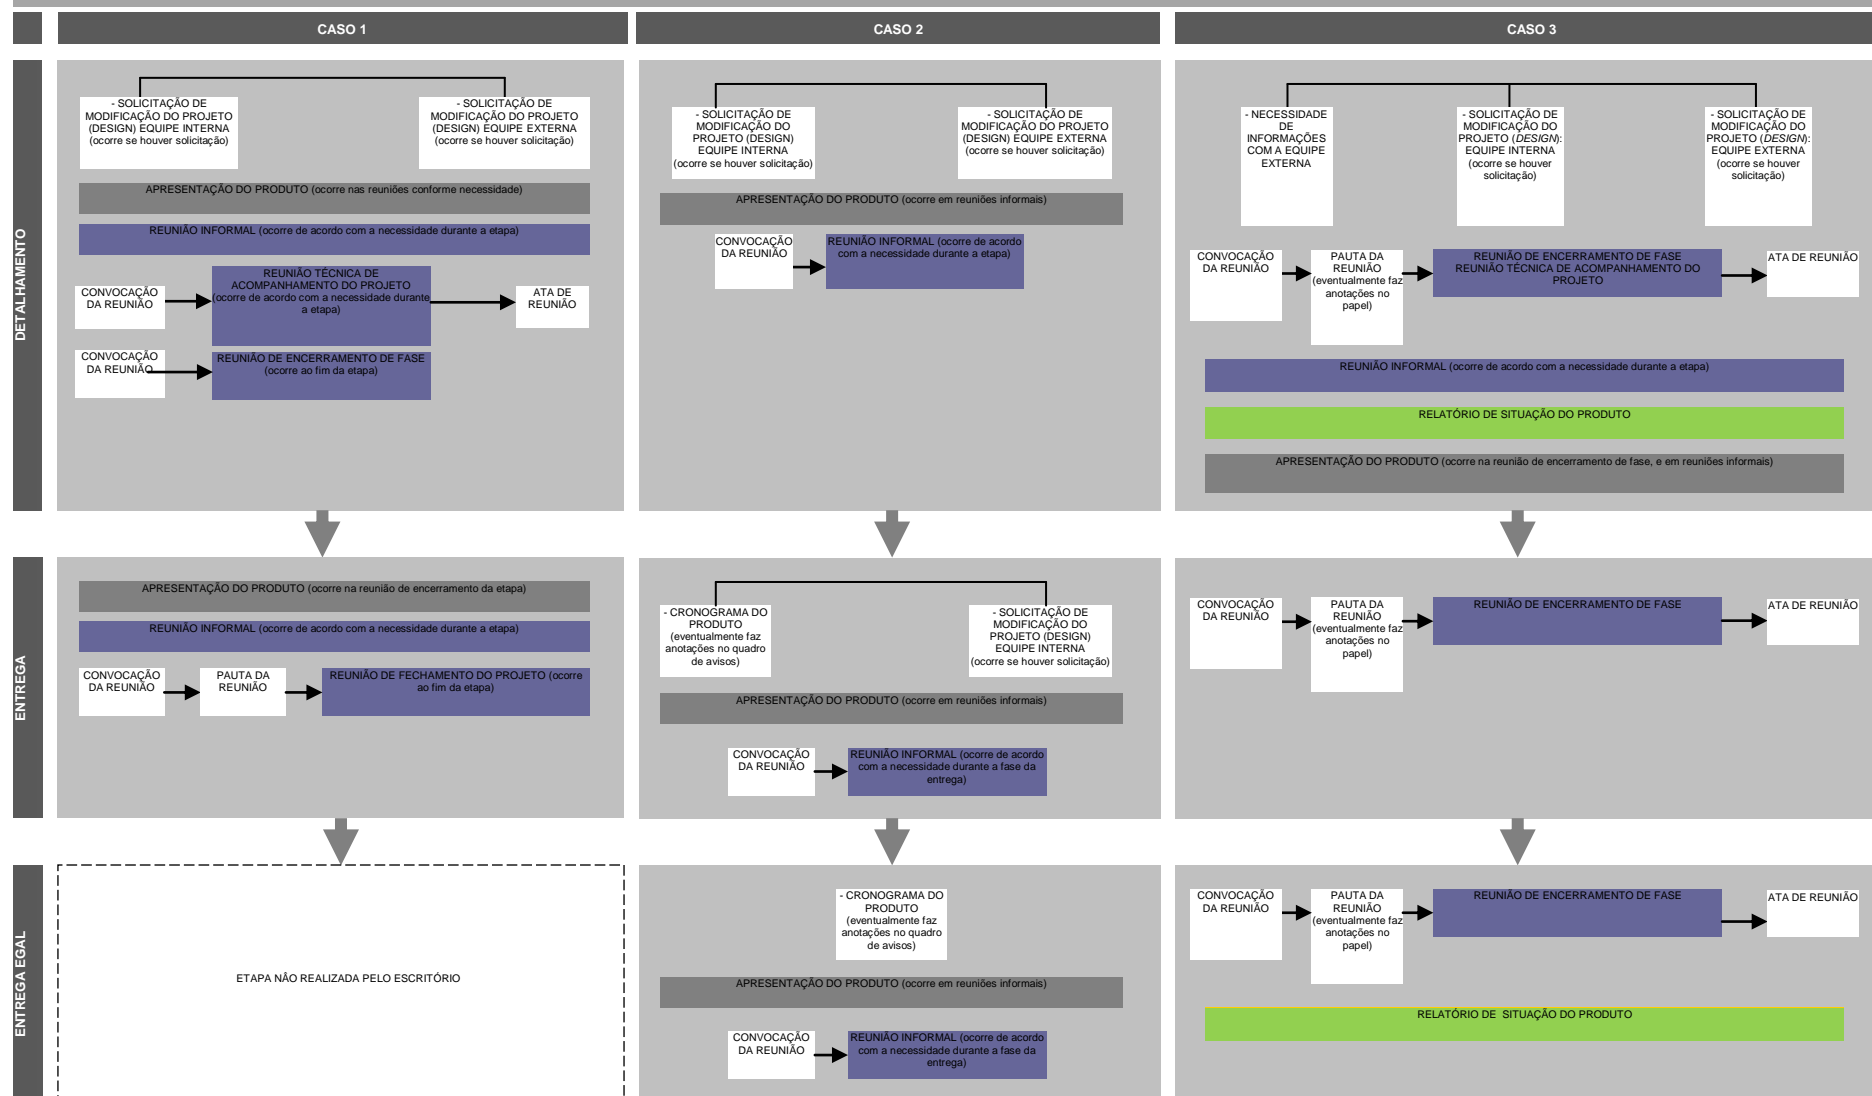 CASO 1
CASO 2
CASO 3
DETALHAMENTO
- SOLICITAÇÃO DE
MODIFICAÇÃO DO PROJETO
(DESIGN) EQUIPE INTERNA
(ocorre se houver solicitação)
- SOLICITAÇÃO DE
MODIFICAÇÃO DO PROJETO
(DESIGN) EQUIPE EXTERNA
(ocorre se houver solicitação)
APRESENTAÇÃO DO PRODUTO (ocorre nas reuniões conforme necessidade)
REUNIÃO INFORMAL (ocorre de acordo com a necessidade durante a etapa)
CONVOCAÇÃO
DA REUNIÃO
REUNIÃO TÉCNICA DE
ACOMPANHAMENTO DO PROJETO
(ocorre de acordo com a necessidade durante
a etapa)
ATA DE
REUNIÃO
CONVOCAÇÃO
DA REUNIÃO
REUNIÃO DE ENCERRAMENTO DE FASE
(ocorre ao fim da etapa)
- SOLICITAÇÃO DE
MODIFICAÇÃO DO
PROJETO (DESIGN)
EQUIPE INTERNA
(ocorre se houver solicitação)
- SOLICITAÇÃO DE
MODIFICAÇÃO DO PROJETO
(DESIGN) EQUIPE EXTERNA
(ocorre se houver solicitação)
APRESENTAÇÃO DO PRODUTO (ocorre em reuniões informais)
CONVOCAÇÃO
DA REUNIÃO
REUNIÃO INFORMAL (ocorre de acordo
com a necessidade durante a etapa)
- NECESSIDADE
DE
INFORMAÇÕES
COM A EQUIPE
EXTERNA
- SOLICITAÇÃO DE
MODIFICAÇÃO DO
PROJETO (DESIGN):
EQUIPE INTERNA
(ocorre se houver
solicitação)
- SOLICITAÇÃO DE
MODIFICAÇÃO DO
PROJETO (DESIGN):
EQUIPE EXTERNA
(ocorre se houver
solicitação)
CONVOCAÇÃO
DA REUNIÃO
PAUTA DA
REUNIÃO
(eventualmente faz
anotações no
papel)
REUNIÃO DE ENCERRAMENTO DE FASE
REUNIÃO TÉCNICA DE ACOMPANHAMENTO DO
PROJETO
ATA DE REUNIÃO
REUNIÃO INFORMAL (ocorre de acordo com a necessidade durante a etapa)
RELATÓRIO DE SITUAÇÃO DO PRODUTO
APRESENTAÇÃO DO PRODUTO (ocorre na reunião de encerramento de fase, e em reuniões informais)
ENTREGA
APRESENTAÇÃO DO PRODUTO (ocorre na reunião de encerramento da etapa)
REUNIÃO INFORMAL (ocorre de acordo com a necessidade durante a etapa)
CONVOCAÇÃO
DA REUNIÃO
PAUTA DA
REUNIÃO
REUNIÃO DE FECHAMENTO DO PROJETO (ocorre
ao fim da etapa)
- CRONOGRAMA DO
PRODUTO
(eventualmente faz
anotações no quadro
de avisos)
- SOLICITAÇÃO DE
MODIFICAÇÃO DO
PROJETO (DESIGN)
EQUIPE INTERNA
(ocorre se houver solicitação)
APRESENTAÇÃO DO PRODUTO (ocorre em reuniões informais)
CONVOCAÇÃO
DA REUNIÃO
REUNIÃO INFORMAL (ocorre de acordo
com a necessidade durante a fase da
entrega)
CONVOCAÇÃO
DA REUNIÃO
PAUTA DA
REUNIÃO
(eventualmente faz
anotações no
papel)
REUNIÃO DE ENCERRAMENTO DE FASE
ATA DE REUNIÃO
ENTREGA EGAL
ETAPA NÂO REALIZADA PELO ESCRITÓRIO
- CRONOGRAMA DO
PRODUTO
(eventualmente faz
anotações no quadro
de avisos)
APRESENTAÇÃO DO PRODUTO (ocorre em reuniões informais)
CONVOCAÇÃO
DA REUNIÃO
REUNIÃO INFORMAL (ocorre de acordo
com a necessidade durante a fase da
entrega)
CONVOCAÇÃO
DA REUNIÃO
PAUTA DA
REUNIÃO
(eventualmente faz
anotações no
papel)
REUNIÃO DE ENCERRAMENTO DE FASE
ATA DE REUNIÃO
RELATÓRIO DE SITUAÇÃO DO PRODUTO